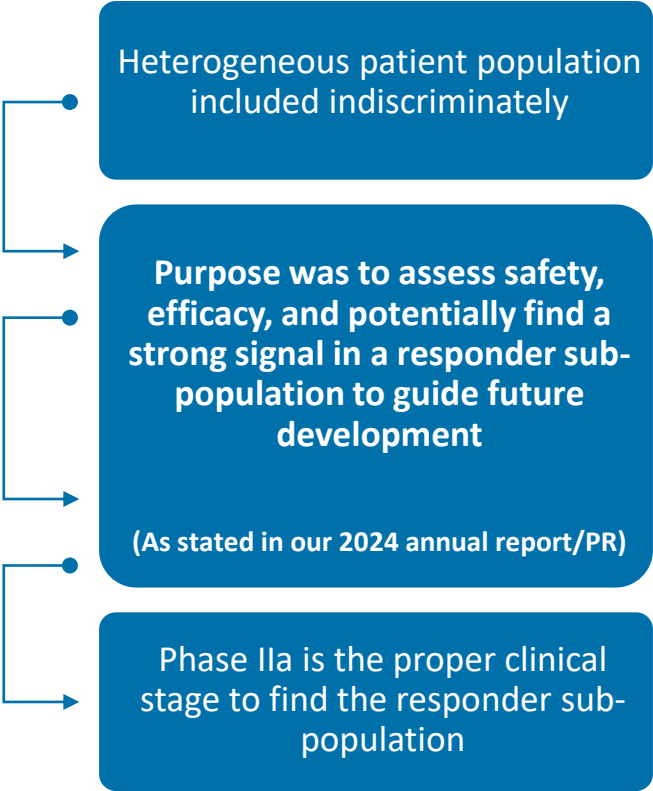 Heterogeneous patient population
included indiscriminately
Purpose was to assess safety,
efficacy, and potentially find a
strong signal in a responder sub-
population to guide future
development
(As stated in our 2024 annual report/PR)
Phase IIa is the proper clinical
stage to find the responder sub-
population